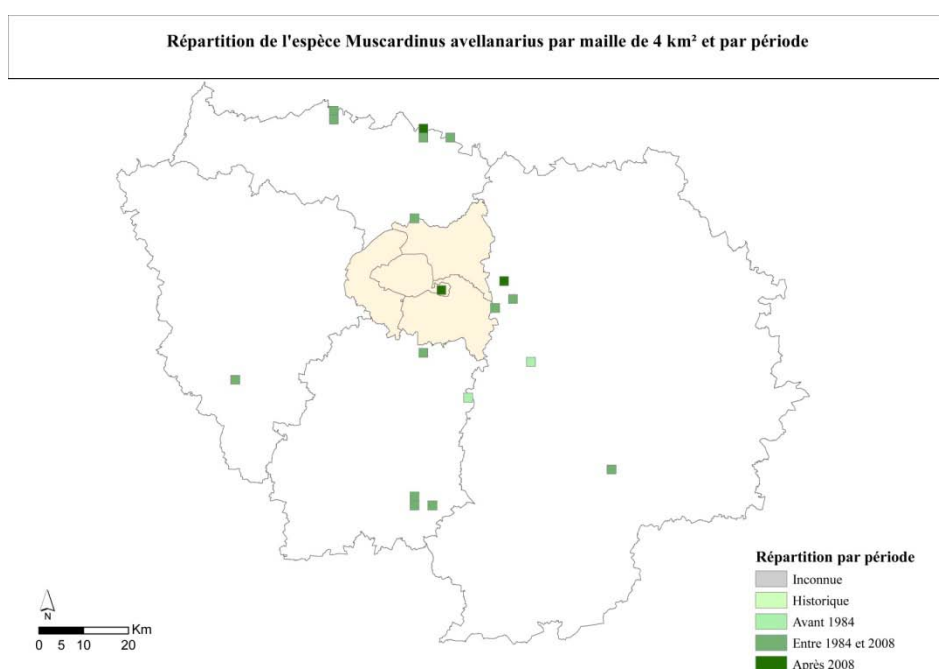 Répartition de l'espèce Muscardinus avellanarius par maille de 4 km² et par période
Répartition par période
Inconnue
Historique
Avant 1984
Entre 1984 et 2008
Après 2008
N
Km
0 5 10 20